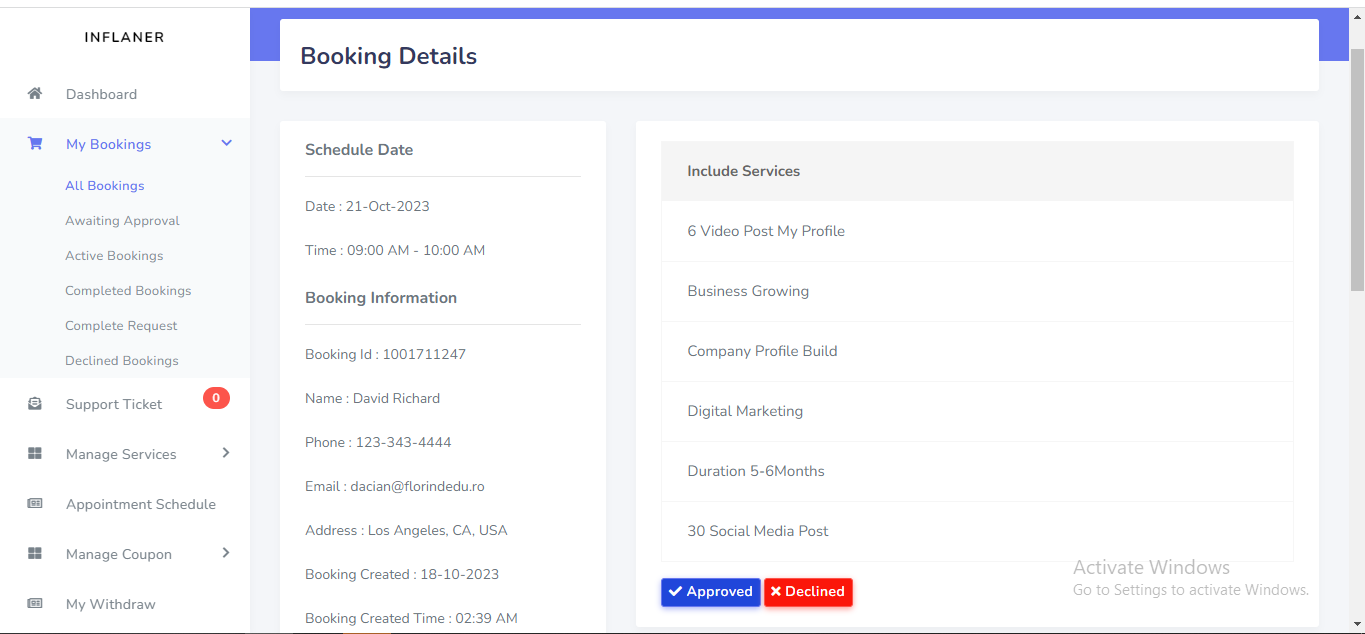 INFLANER
Dashboard
My Bookings
All Bookings
Awaiting Approval
Active Bookings
Completed Bookings
Complete Request
Declined Bookings
Support Ticket 0
Manage Services
Appointment Schedule
Manage Coupon
My Withdraw
Booking Details
Schedule Date
Date : 21-Oct-2023
Time : 09:00 AM - 10:00 AM
Booking Information
Booking Id : 1001711247
Name : David Richard
Phone : 123-343-4444
Email : dacian@florindedu.ro
Address : Los Angeles, CA, USA
Booking Created : 18-10-2023
Booking Created Time : 02:39 AM
Include Services
6 Video Post My Profile
Business Growing
Company Profile Build
Digital Marketing
Duration 5-6Months
30 Social Media Post
Approved Declined
Activate Windows
Go to Settings to activate Windows.